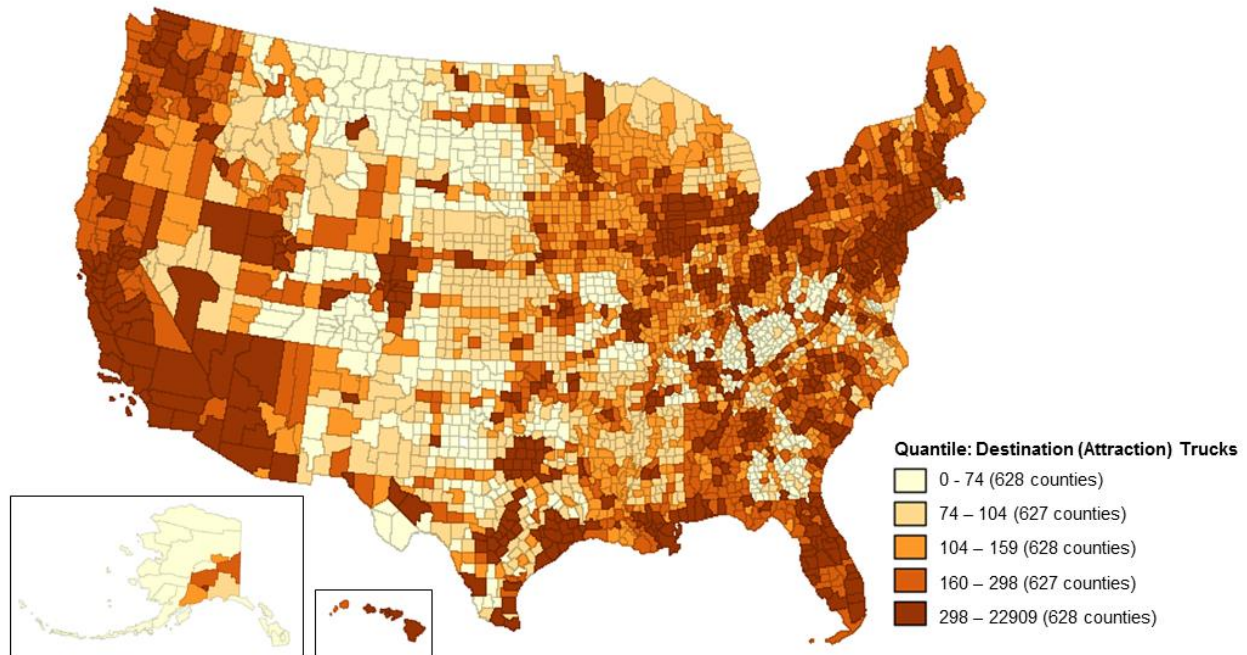 Quantile: Destination (Attraction) Trucks
0 - 74 (628 counties)
74 – 104 (627 counties)
104 – 159 (628 counties)
160 – 298 (627 counties)
298 – 22909 (628 counties)